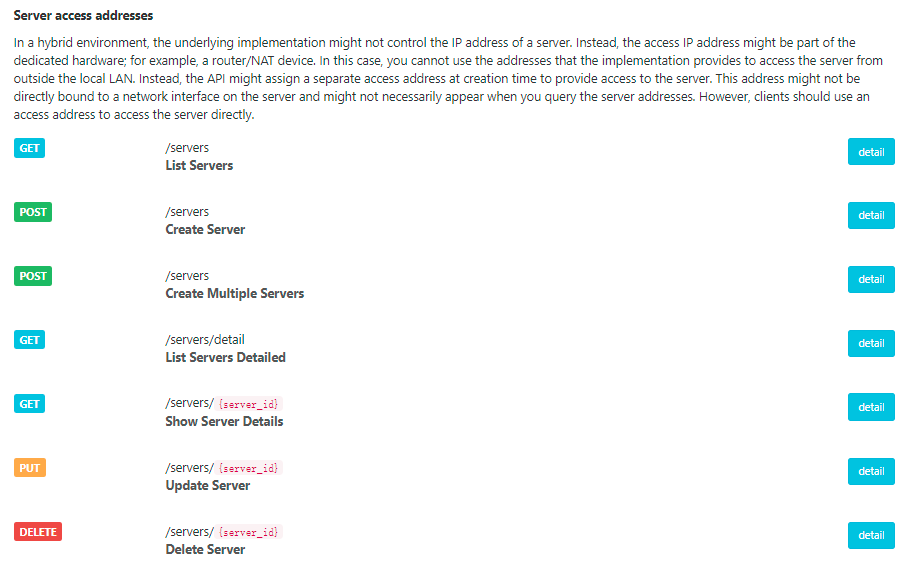 Server access addresses
In a hybrid environment, the underlying implementation might not control the IP address of a server. Instead, the access IP address might be part of the
dedicated hardware; for example, a router/NAT device. In this case, you cannot use the addresses that the implementation provides to access the server from
outside the local LAN. Instead, the API might assign a separate access address at creation time to provide access to the server. This address might not be
directly bound to a network interface on the server and might not necessarily appear when you query the server addresses. However, clients should use an
access address to access the server directly.
GET /servers detail
List Servers
POST /servers detail
Create Server
POST /servers detail
Create Multiple Servers
GET /servers/detail detail
List Servers Detailed
GET /servers/ {server_id} detail
Show Server Details
PUT /servers/ {server_id} detail
Update Server
DELETE /servers/ {server_id} detail
Delete Server